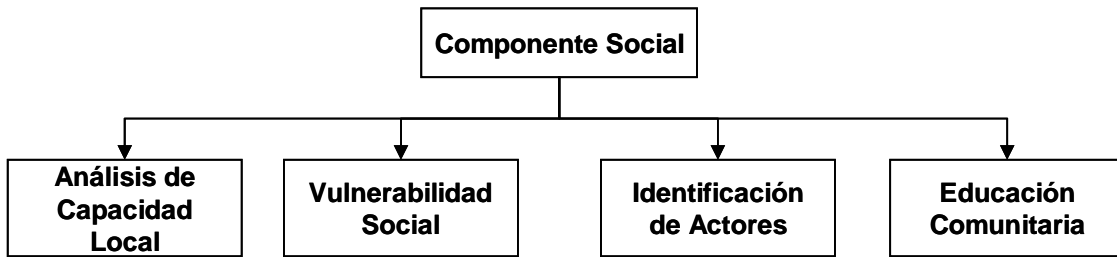 Componente Social
Análisis de
Capacidad
Local
Vulnerabilidad
Social
Identificación
de Actores
Educación
Comunitaria